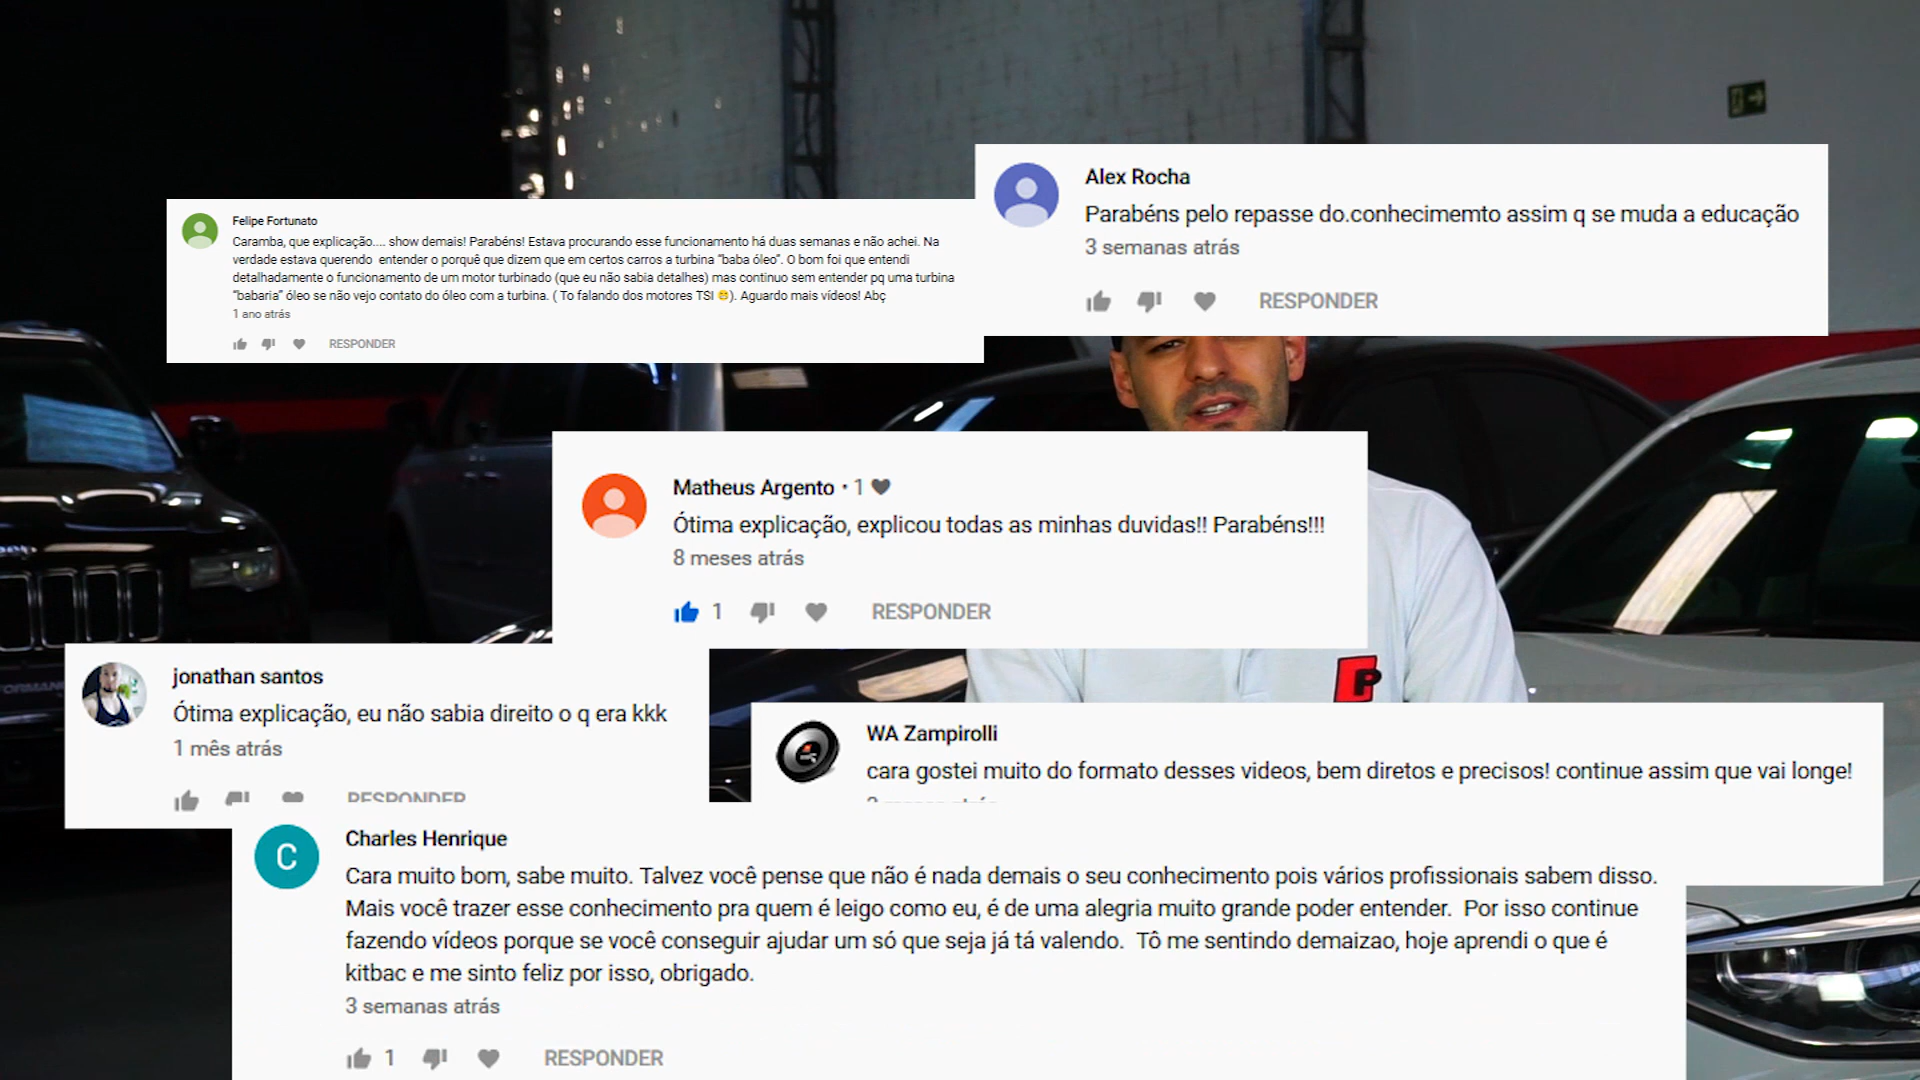 Felipe Fortunato
Caramba, que explicação.... show demais! Parabéns! Estava procurando esse funcionamento há duas semanas e não achei. Na
verdade estava querendo  entender o porquê que dizem que em certos carros a turbina "baba óleo". O bom foi que entendi
detalhadamente o funcionamento de um motor turbinado (que eu não sabia detalhes) mas continuo sem entender pq uma turbina
"babaria" óleo se não vejo contato do óleo com a turbina. ( To falando dos motores TSI 😁). Aguardo mais vídeos! Abç
1 ano atrás
RESPONDER
Alex Rocha
Parabéns pelo repasse do.conhecimemto assim q se muda a educação
3 semanas atrás
RESPONDER
Matheus Argento · 1 ♥
Ótima explicação, explicou todas as minhas duvidas!! Parabéns!!!
8 meses atrás
1 RESPONDER
jonathan santos
Ótima explicação, eu não sabia direito o q era kkk
1 mês atrás
RESPONDER
WA Zampirolli
cara gostei muito do formato desses videos, bem diretos e precisos! continue assim que vai longe!
Charles Henrique
C
Cara muito bom, sabe muito. Talvez você pense que não é nada demais o seu conhecimento pois vários profissionais sabem disso.
Mais você trazer esse conhecimento pra quem é leigo como eu, é de uma alegria muito grande poder entender.  Por isso continue
fazendo vídeos porque se você conseguir ajudar um só que seja já tá valendo.  Tô me sentindo demaizao, hoje aprendi o que é
kitbac e me sinto feliz por isso, obrigado.
3 semanas atrás
1 RESPONDER